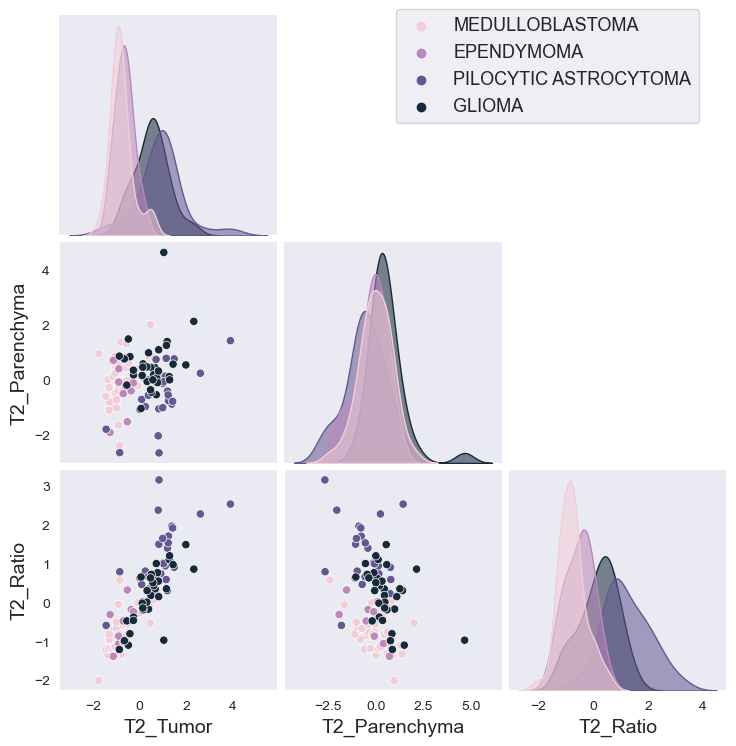 MEDULLOBLASTOMA
EPENDYMOMA
PILOCYTIC ASTROCYTOMA
GLIOMA
T2_Parenchyma
4
2
0
−2
T2_Ratio
3
2
1
0
−1
−2
−2 0 2 4
−2.5 0.0 2.5 5.0
−2 0 2 4
T2_Tumor
T2_Parenchyma
T2_Ratio